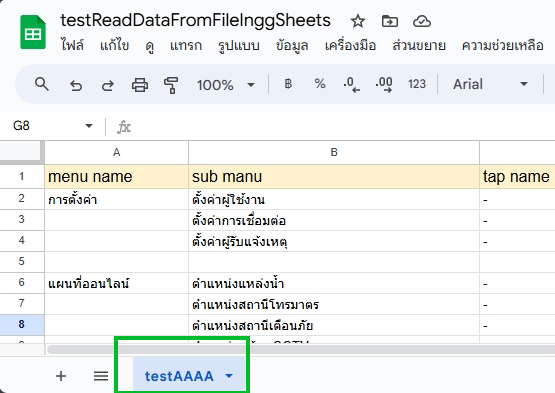 testReadDataFromFileInggSheets
ไฟล์ แก้ไข ดู แทรก รูปแบบ ข้อมูล เครื่องมือ ส่วนขยาย ความช่วยเหลือ
100% ฿ % .0 .00 123 Arial
G8 fx
A B
1 menu name sub manu tap name
2 การตั้งค่า ตั้งค่าผู้ใช้งาน -
3 ตั้งค่าการเชื่อมต่อ -
4 ตั้งค่าผู้รับแจ้งเหตุ -
5
6 แผนที่ออนไลน์ ตำแหน่งแหล่งน้ำ -
7 ตำแหน่งสถานีโทรมาตร -
8 ตำแหน่งสถานีเตือนภัย -
testAAAA